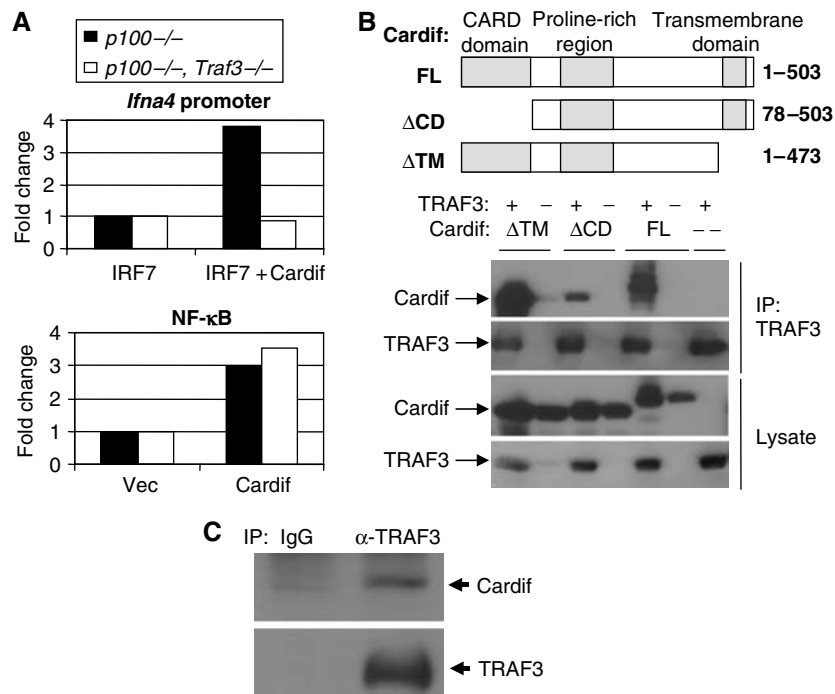 A
p100−/−
p100−/−, Traf3−/−
Ifna4 promoter
Fold change
4
3
2
1
0
IRF7
IRF7 + Cardif
NF-κB
Fold change
4
3
2
1
0
Vec
Cardif
B
Cardif:
CARD domain
Proline-rich region
Transmembrane domain
FL
1–503
ΔCD
78–503
ΔTM
1–473
TRAF3: + − + − + − +
Cardif: ΔTM ΔCD FL – –
Cardif
TRAF3
IP: TRAF3
Cardif
TRAF3
Lysate
C
IP: IgG α-TRAF3
Cardif
TRAF3